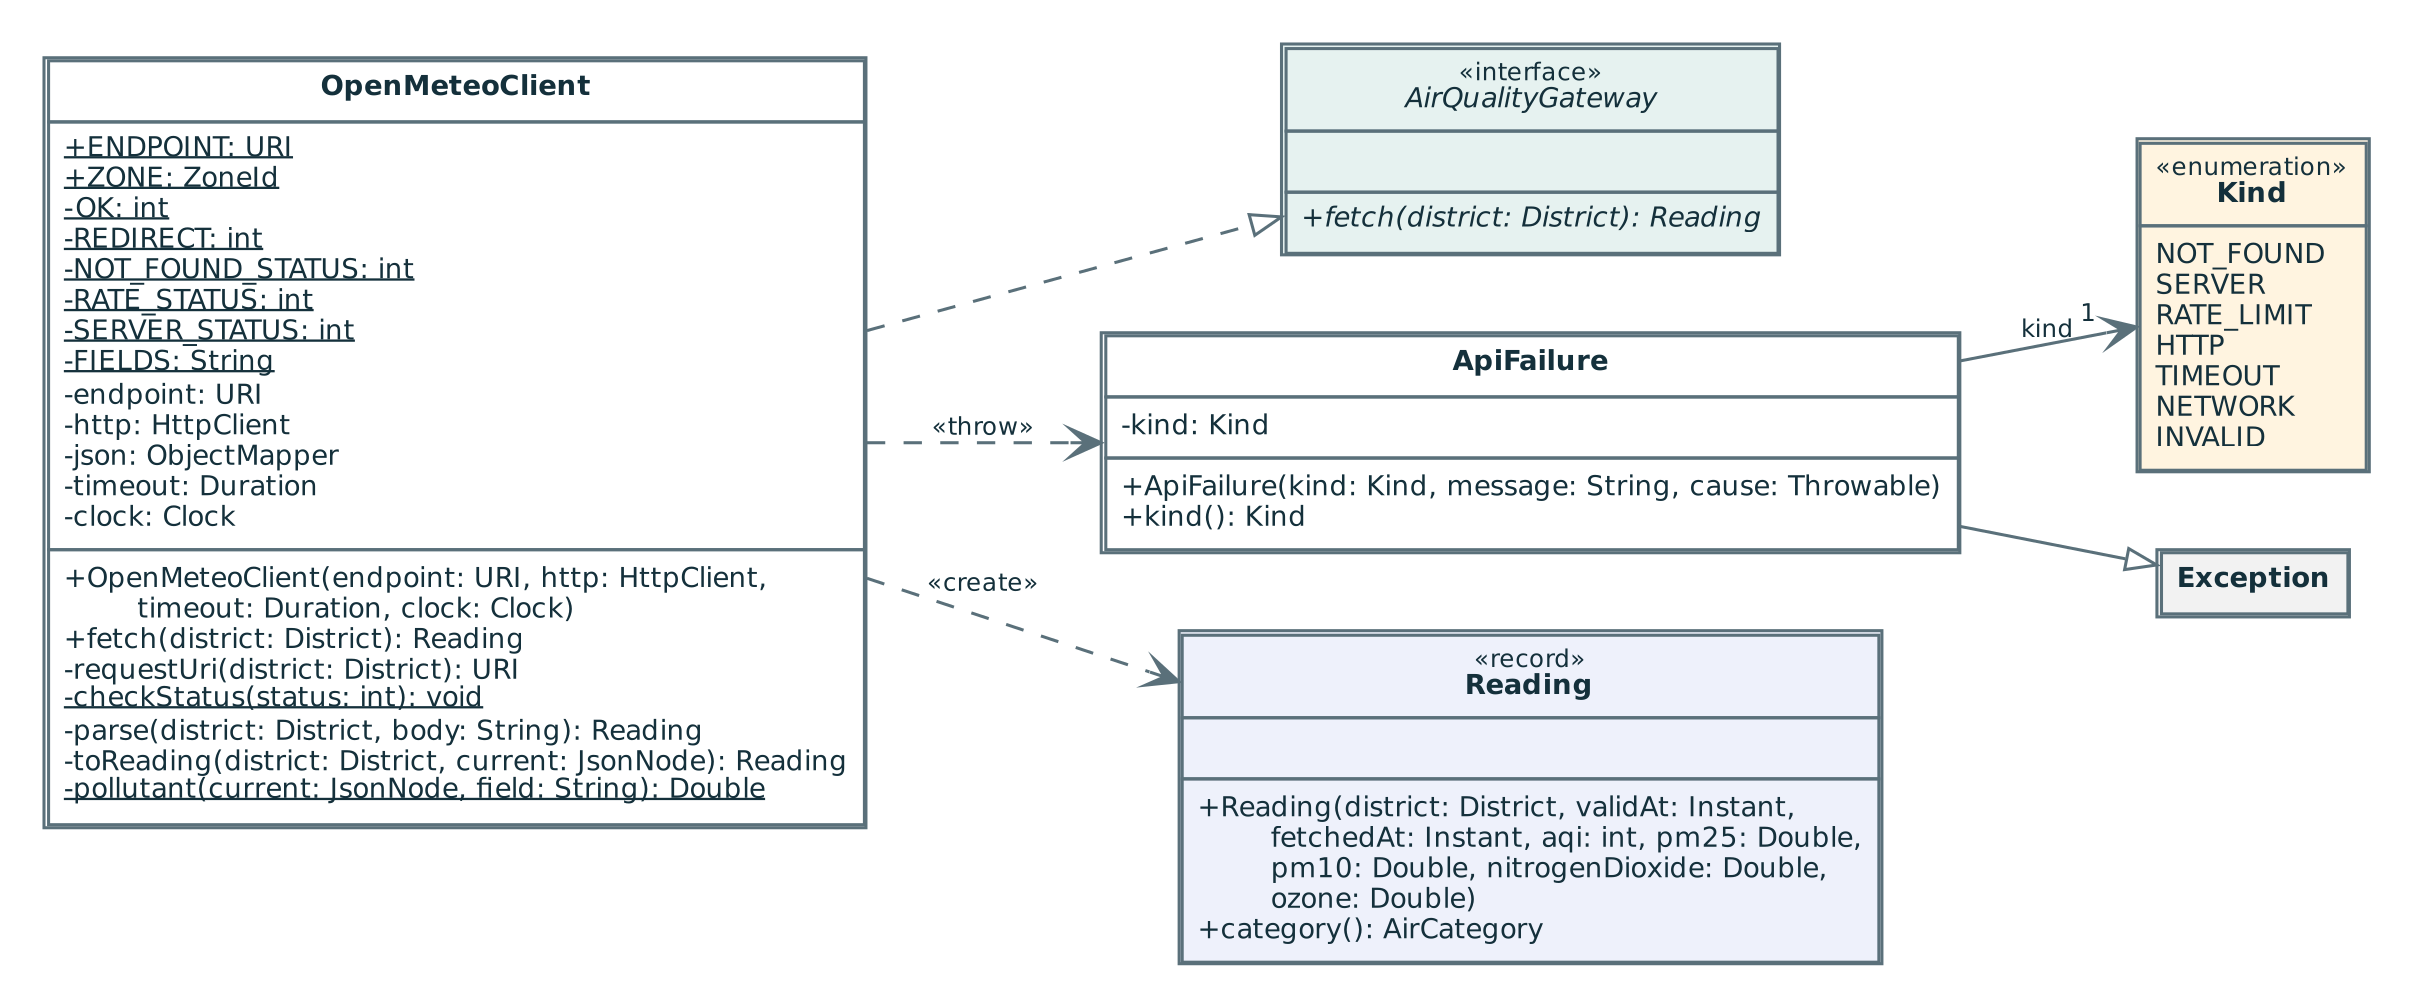 OpenMeteoClient
+ENDPOINT: URI
+ZONE: ZoneId
-OK: int
-REDIRECT: int
-NOT_FOUND_STATUS: int
-RATE_STATUS: int
-SERVER_STATUS: int
-FIELDS: String
-endpoint: URI
-http: HttpClient
-json: ObjectMapper
-timeout: Duration
-clock: Clock
+OpenMeteoClient(endpoint: URI, http: HttpClient,
timeout: Duration, clock: Clock)
+fetch(district: District): Reading
-requestUri(district: District): URI
-checkStatus(status: int): void
-parse(district: District, body: String): Reading
-toReading(district: District, current: JsonNode): Reading
-pollutant(current: JsonNode, field: String): Double
«throw»
«create»
«interface»
AirQualityGateway
+fetch(district: District): Reading
ApiFailure
-kind: Kind
+ApiFailure(kind: Kind, message: String, cause: Throwable)
+kind(): Kind
«record»
Reading
+Reading(district: District, validAt: Instant,
fetchedAt: Instant, aqi: int, pm25: Double,
pm10: Double, nitrogenDioxide: Double,
ozone: Double)
+category(): AirCategory
kind
1
«enumeration»
Kind
NOT_FOUND
SERVER
RATE_LIMIT
HTTP
TIMEOUT
NETWORK
INVALID
Exception